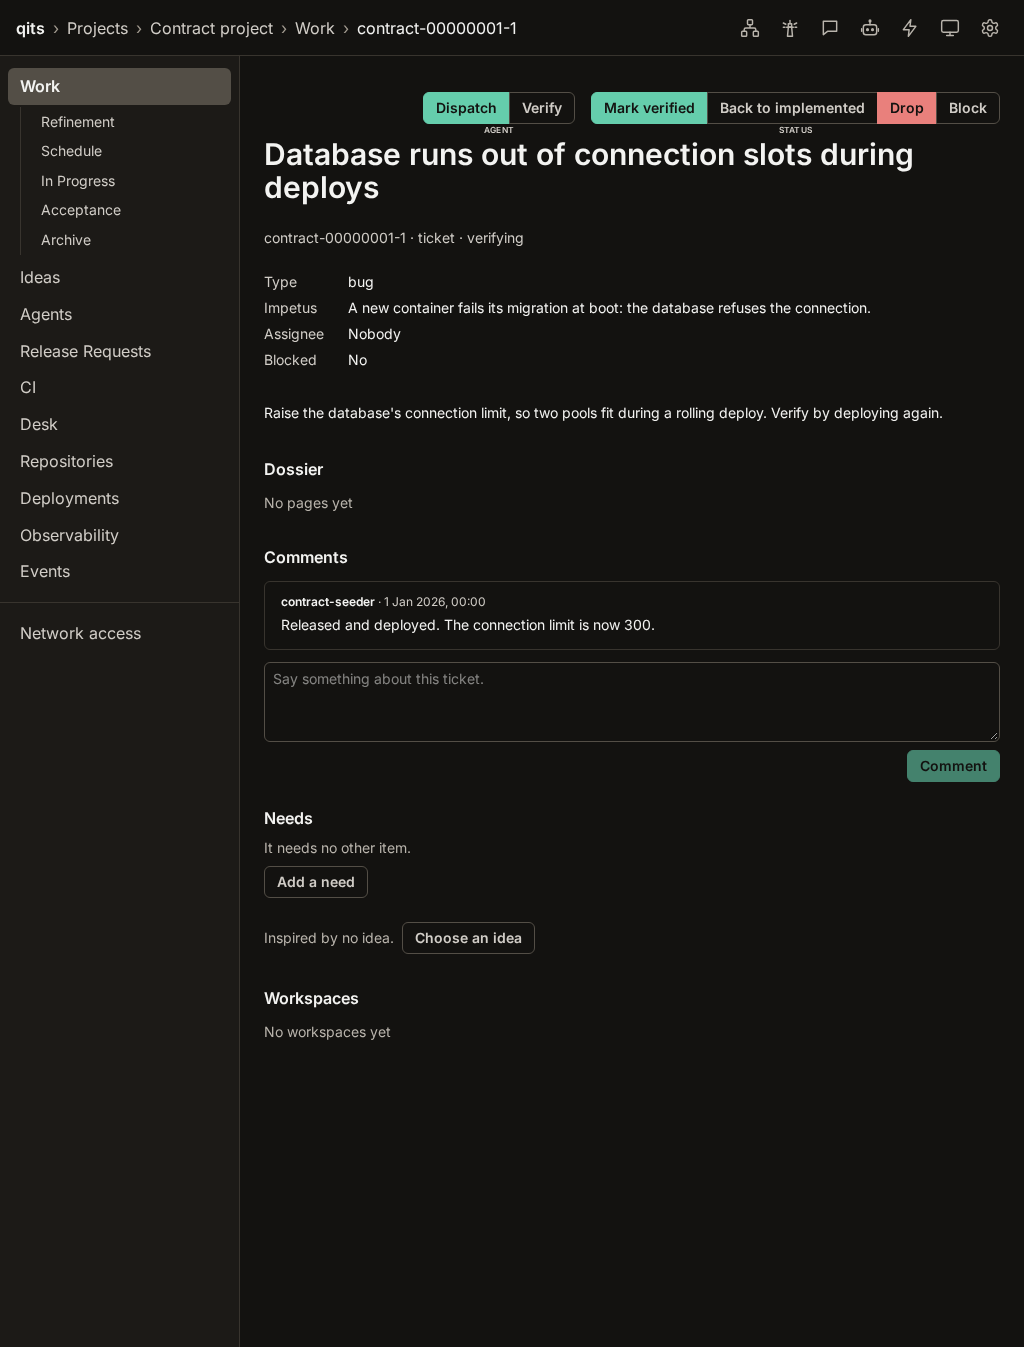 qits › Projects › Contract project › Work › contract-00000001-1
Work
Refinement
Schedule
In Progress
Acceptance
Archive
Ideas
Agents
Release Requests
CI
Desk
Repositories
Deployments
Observability
Events
Network access
Dispatch Verify
AGENT
Mark verified Back to implemented Drop Block
STATUS
Database runs out of connection slots during
deploys
contract-00000001-1 · ticket · verifying
Type bug
Impetus A new container fails its migration at boot: the database refuses the connection.
Assignee Nobody
Blocked No
Raise the database's connection limit, so two pools fit during a rolling deploy. Verify by deploying again.
Dossier
No pages yet
Comments
contract-seeder · 1 Jan 2026, 00:00
Released and deployed. The connection limit is now 300.
Say something about this ticket.
Comment
Needs
It needs no other item.
Add a need
Inspired by no idea. Choose an idea
Workspaces
No workspaces yet